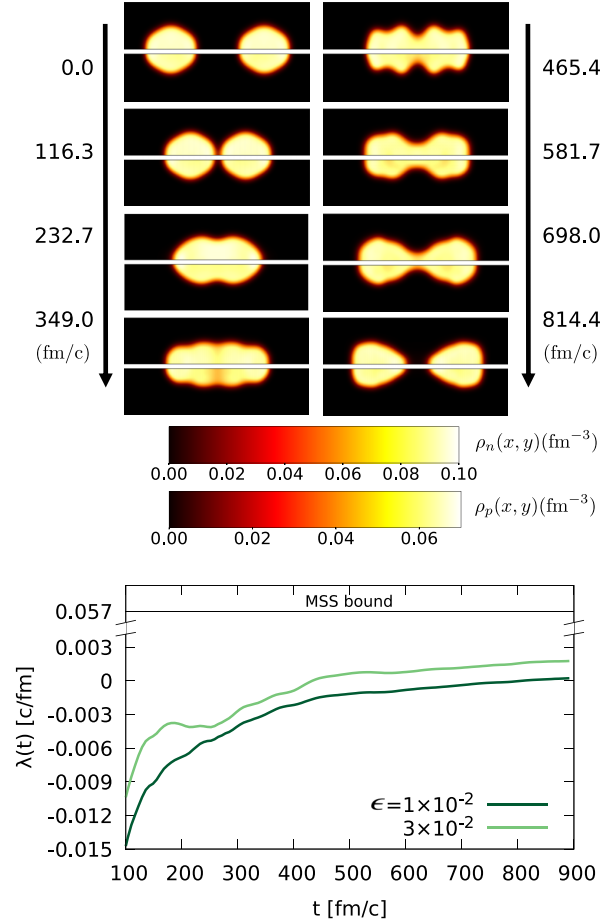 0.0
116.3
232.7
349.0
(fm/c)
465.4
581.7
698.0
814.4
(fm/c)
ρₙ(x, y)(fm⁻³)
0.00 0.02 0.04 0.06 0.08 0.10
ρₚ(x, y)(fm⁻³)
0.00 0.02 0.04 0.06
MSS bound
0.057
0.003
0
-0.003
-0.006
-0.009
-0.012
-0.015
λ(t) [c/fm]
ϵ=1×10⁻²
3×10⁻²
100 200 300 400 500 600 700 800 900
t [fm/c]